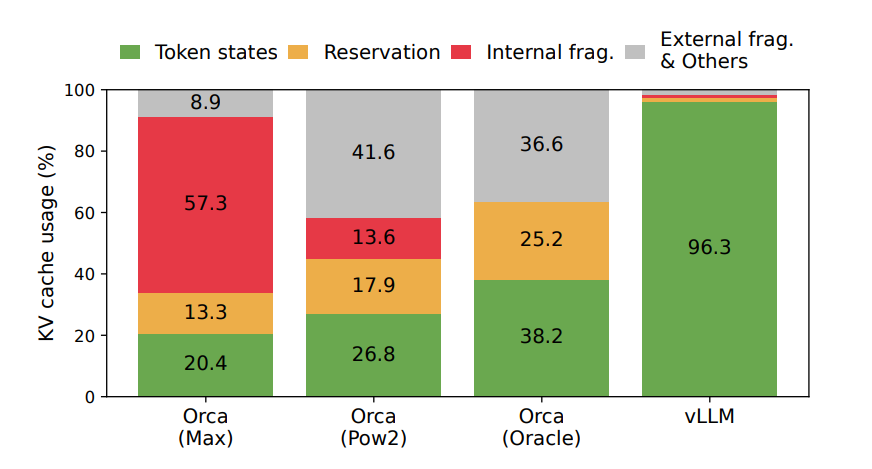 Token states Reservation Internal frag. External frag.
& Others
KV cache usage (%)
100
80
60
40
20
0
8.9
57.3
13.3
20.4
41.6
13.6
17.9
26.8
36.6
25.2
38.2
96.3
Orca
(Max)
Orca
(Pow2)
Orca
(Oracle)
vLLM